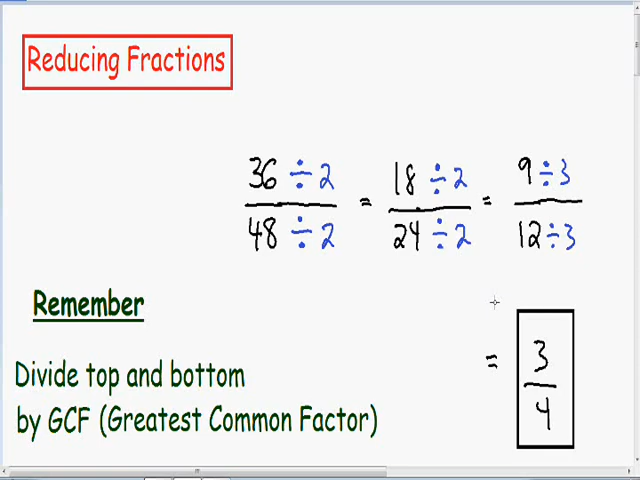 Reducing Fractions
36 ÷ 2 = 18 ÷ 2 = 9 ÷ 3
48 ÷ 2 24 ÷ 2 12 ÷ 3
Remember
= 3
4
Divide top and bottom
by GCF (Greatest Common Factor)